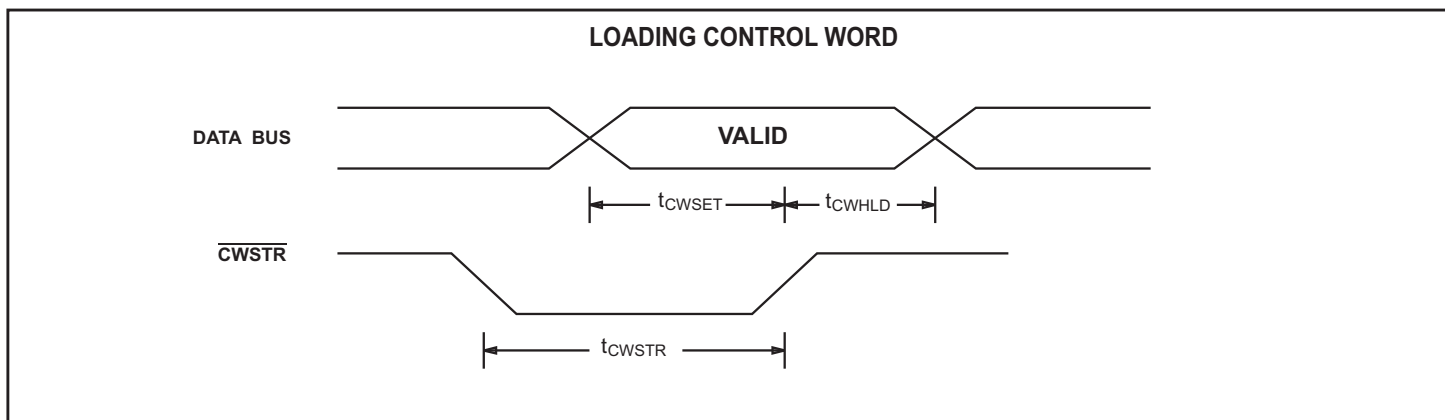 LOADING CONTROL WORD
DATA BUS
VALID
tCWSET
tCWHLD
CWSTR
tCWSTR